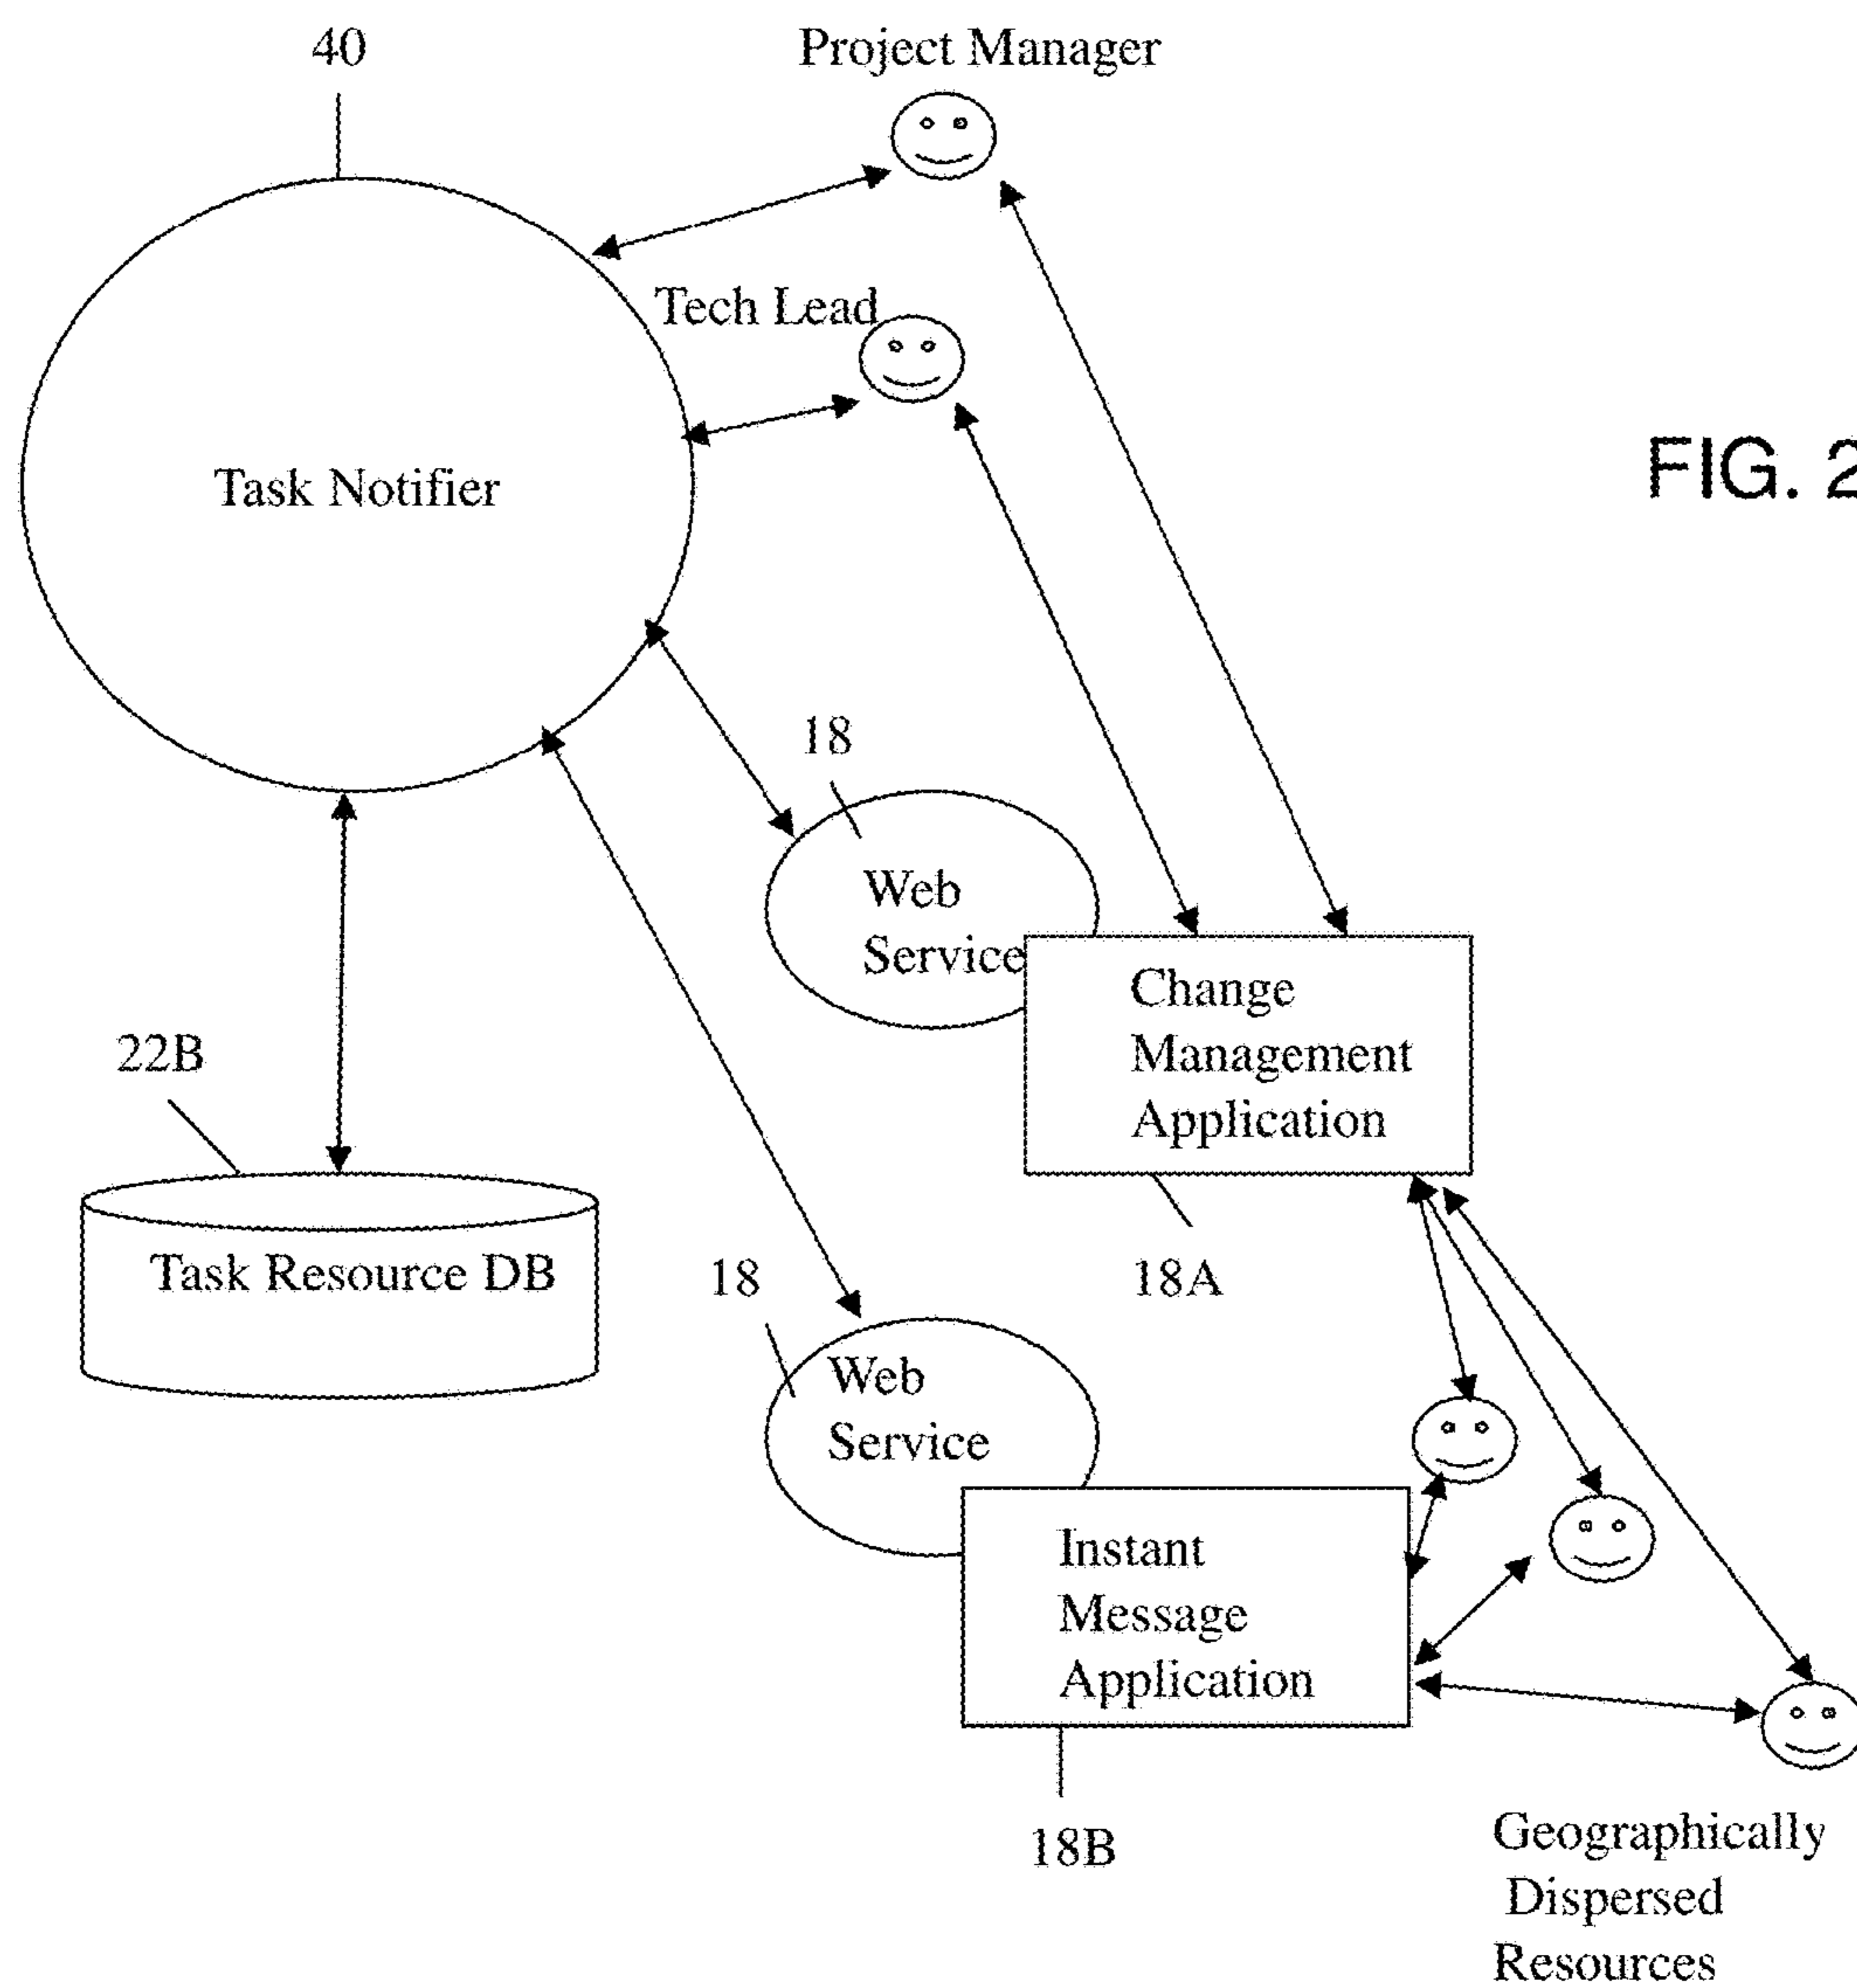 40
Project Manager
Tech Lead
Task Notifier
FIG. 2
18
Web
Service
Change
Management
Application
22B
Task Resource DB
18
18A
Web
Service
Instant
Message
Application
18B
Geographically
Dispersed
Resources